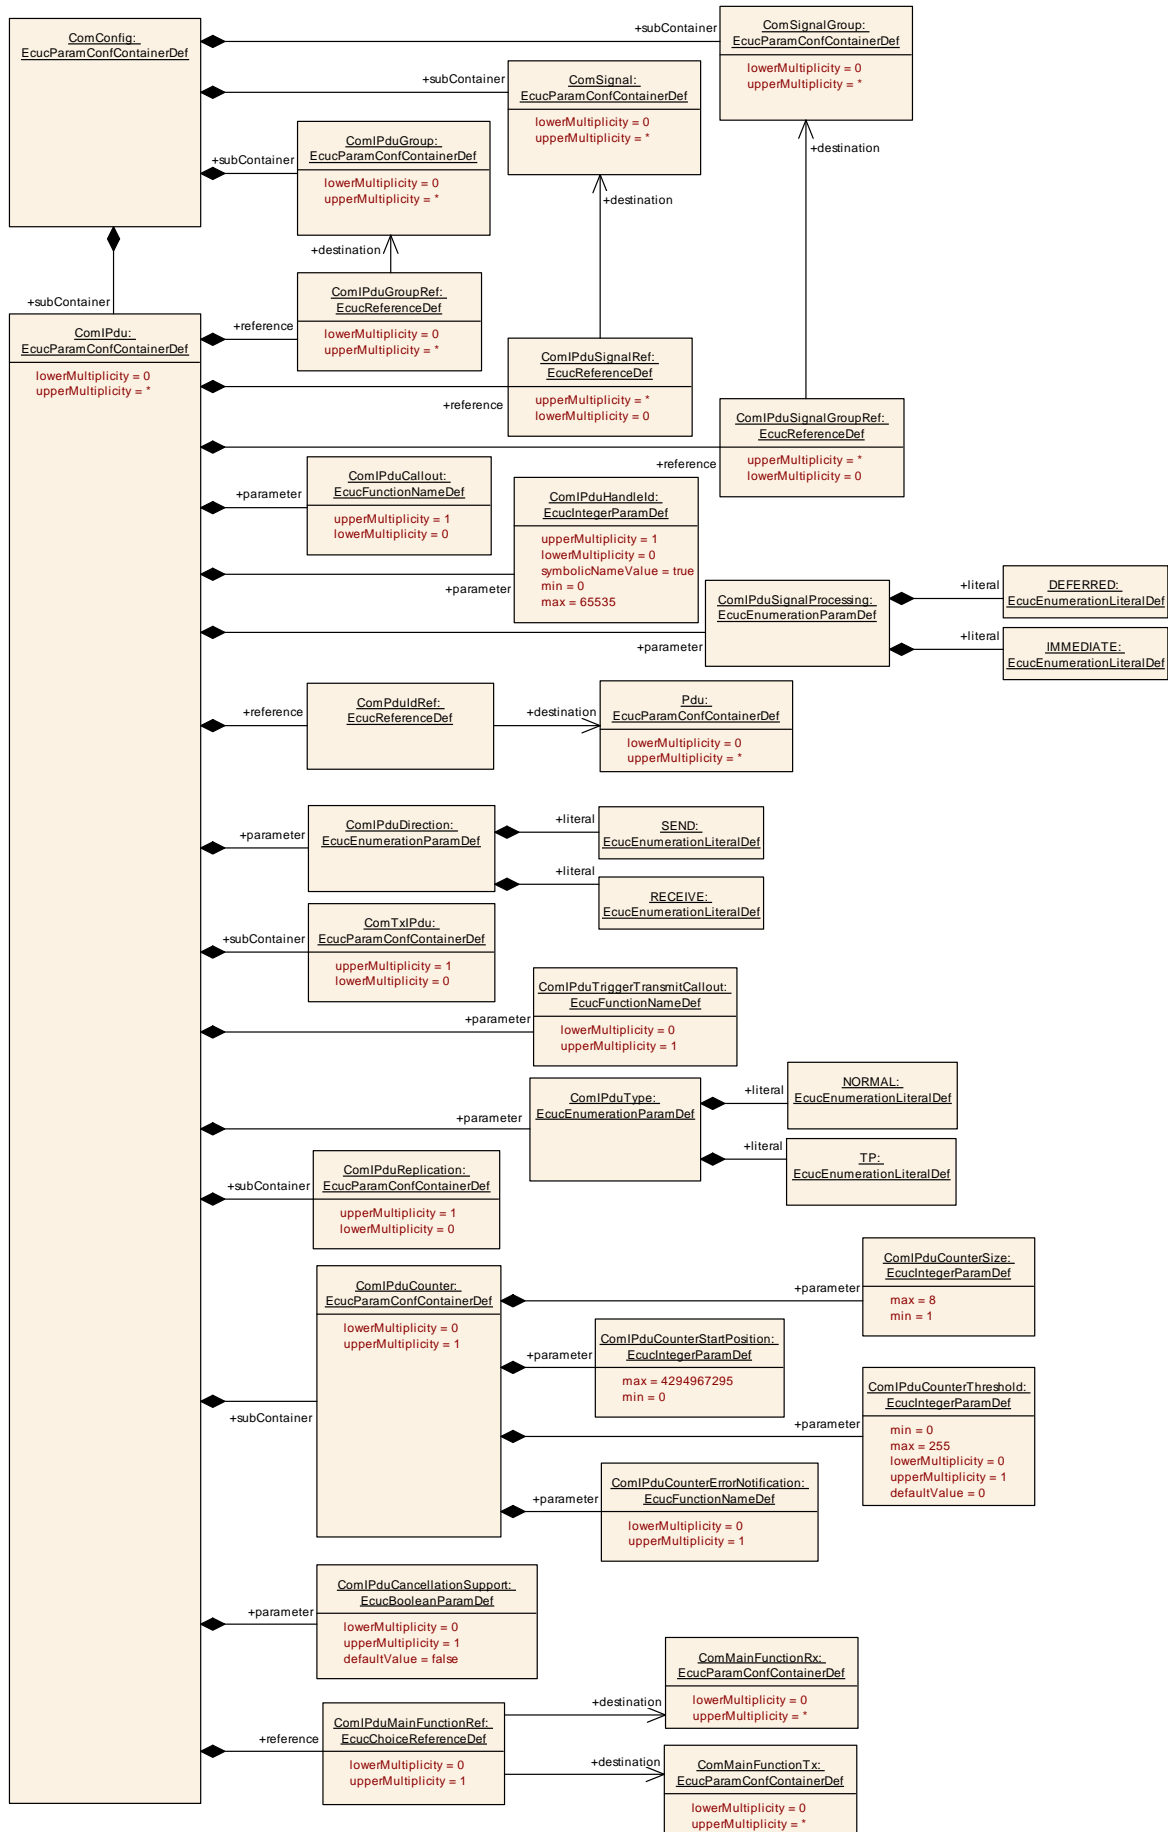 ComConfig:
EcucParamConfContainerDef
+subContainer
ComSignalGroup:
EcucParamConfContainerDef
lowerMultiplicity = 0
upperMultiplicity = *
+subContainer
ComSignal:
EcucParamConfContainerDef
lowerMultiplicity = 0
upperMultiplicity = *
+subContainer
ComIPduGroup:
EcucParamConfContainerDef
lowerMultiplicity = 0
upperMultiplicity = *
+destination
+destination
+destination
+subContainer
ComIPdu:
EcucParamConfContainerDef
lowerMultiplicity = 0
upperMultiplicity = *
+reference
ComIPduGroupRef:
EcucReferenceDef
lowerMultiplicity = 0
upperMultiplicity = *
+reference
ComIPduSignalRef:
EcucReferenceDef
upperMultiplicity = *
lowerMultiplicity = 0
+reference
ComIPduSignalGroupRef:
EcucReferenceDef
upperMultiplicity = *
lowerMultiplicity = 0
+parameter
ComIPduCallout:
EcucFunctionNameDef
upperMultiplicity = 1
lowerMultiplicity = 0
+parameter
ComIPduHandleId:
EcucIntegerParamDef
upperMultiplicity = 1
lowerMultiplicity = 0
symbolicNameValue = true
min = 0
max = 65535
+parameter
ComIPduSignalProcessing:
EcucEnumerationParamDef
+literal
DEFERRED:
EcucEnumerationLiteralDef
+literal
IMMEDIATE:
EcucEnumerationLiteralDef
+reference
ComPduIdRef:
EcucReferenceDef
+destination
Pdu:
EcucParamConfContainerDef
lowerMultiplicity = 0
upperMultiplicity = *
+parameter
ComIPduDirection:
EcucEnumerationParamDef
+literal
SEND:
EcucEnumerationLiteralDef
+literal
RECEIVE:
EcucEnumerationLiteralDef
+subContainer
ComTxIPdu:
EcucParamConfContainerDef
upperMultiplicity = 1
lowerMultiplicity = 0
+parameter
ComIPduTriggerTransmitCallout:
EcucFunctionNameDef
lowerMultiplicity = 0
upperMultiplicity = 1
+parameter
ComIPduType:
EcucEnumerationParamDef
+literal
NORMAL:
EcucEnumerationLiteralDef
+literal
TP:
EcucEnumerationLiteralDef
+subContainer
ComIPduReplication:
EcucParamConfContainerDef
upperMultiplicity = 1
lowerMultiplicity = 0
+subContainer
ComIPduCounter:
EcucParamConfContainerDef
lowerMultiplicity = 0
upperMultiplicity = 1
+parameter
ComIPduCounterSize:
EcucIntegerParamDef
max = 8
min = 1
+parameter
ComIPduCounterStartPosition:
EcucIntegerParamDef
max = 4294967295
min = 0
+parameter
ComIPduCounterThreshold:
EcucIntegerParamDef
min = 0
max = 255
lowerMultiplicity = 0
upperMultiplicity = 1
defaultValue = 0
+parameter
ComIPduCounterErrorNotification:
EcucFunctionNameDef
lowerMultiplicity = 0
upperMultiplicity = 1
+parameter
ComIPduCancellationSupport:
EcucBooleanParamDef
lowerMultiplicity = 0
upperMultiplicity = 1
defaultValue = false
+reference
ComIPduMainFunctionRef:
EcucChoiceReferenceDef
lowerMultiplicity = 0
upperMultiplicity = 1
+destination
ComMainFunctionRx:
EcucParamConfContainerDef
lowerMultiplicity = 0
upperMultiplicity = *
+destination
ComMainFunctionTx:
EcucParamConfContainerDef
lowerMultiplicity = 0
upperMultiplicity = *